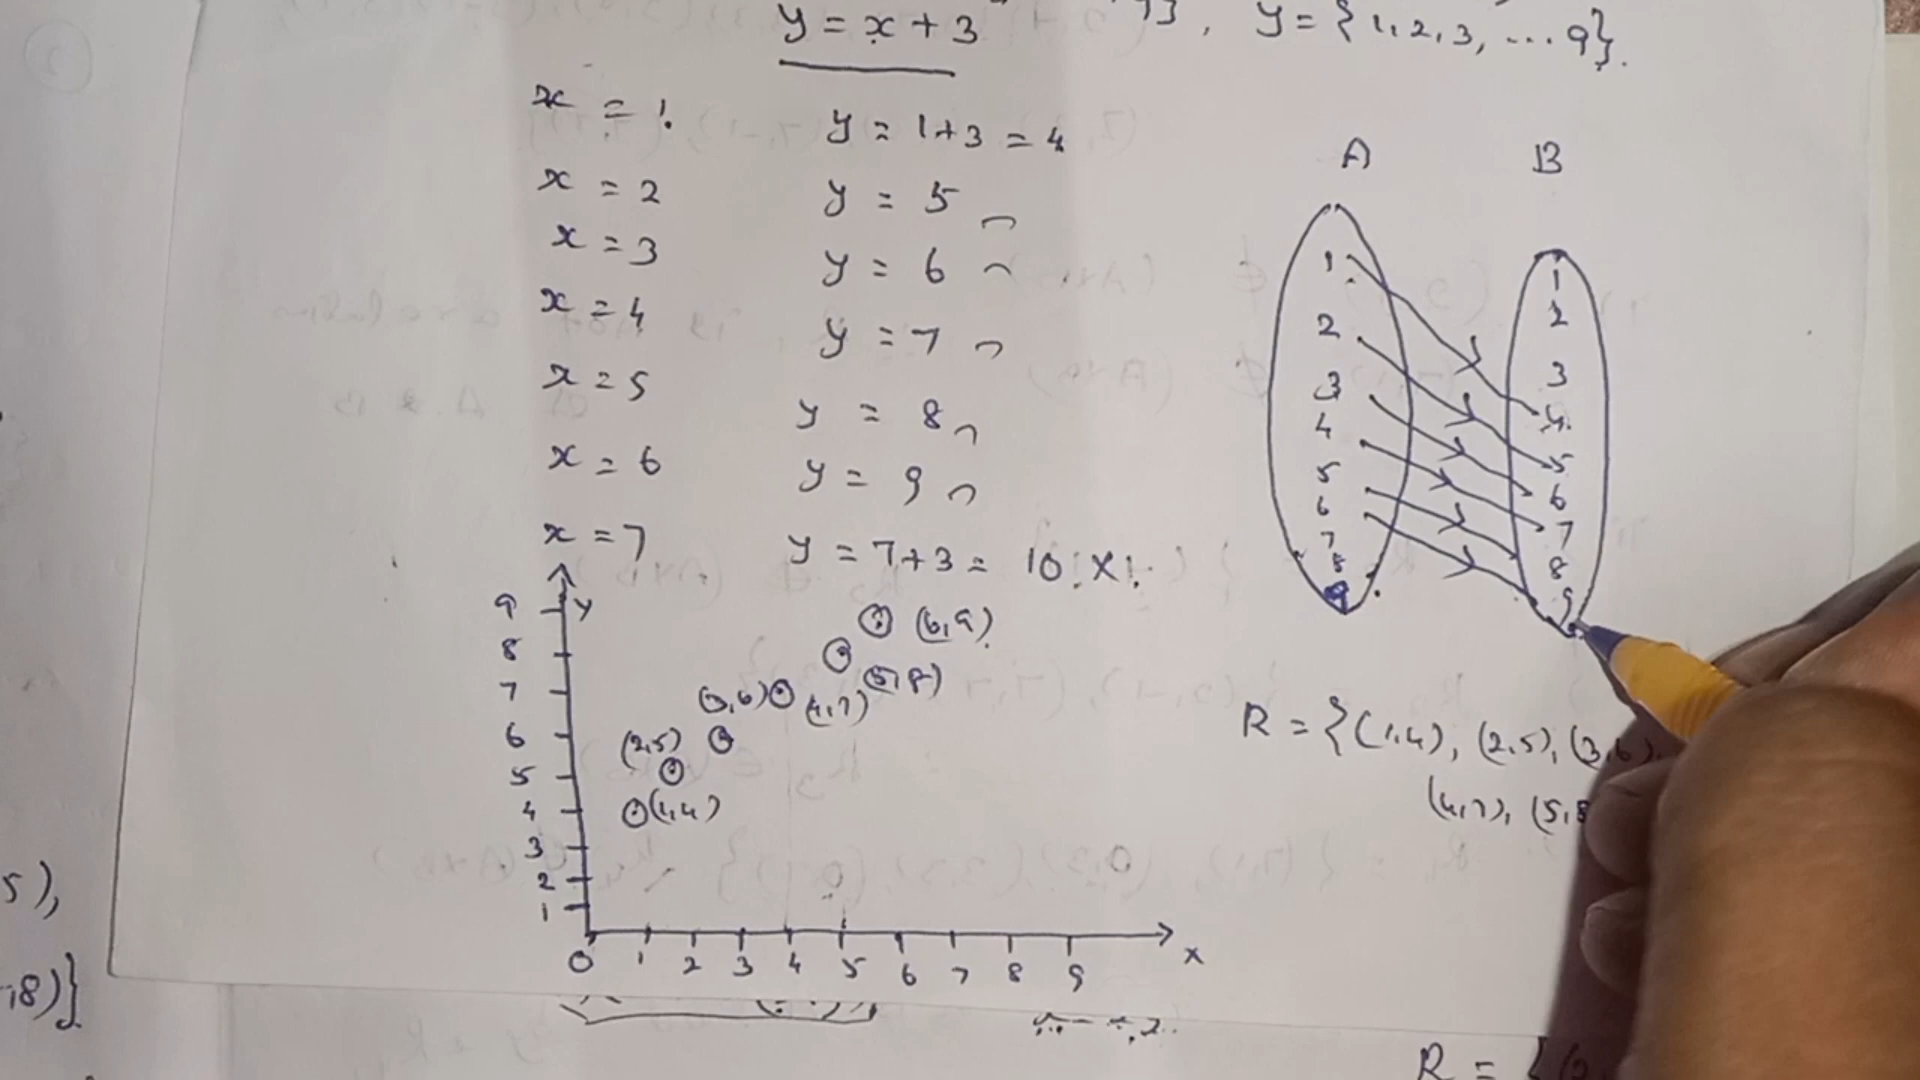 y = x + 3
, y = {1, 2, 3, ... 9}.
x = 1
y = 1 + 3 = 4
x = 2
y = 5
x = 3
y = 6
x = 4
y = 7
x = 5
y = 8
x = 6
y = 9
x = 7
y = 7 + 3 = 10! X!
A B
1
2
3
4
5
6
7
8
9
1
2
3
4
5
6
7
8
9
y
9
8
7
6
5
4
3
2
1
(6,9)
(5,8)
(3,6)
(4,7)
(2,5)
(1,4)
0 1 2 3 4 5 6 7 8 9
x
R = {(1,4), (2,5), (3,6)
(4,7), (5,8
5),
,8)}
R = {